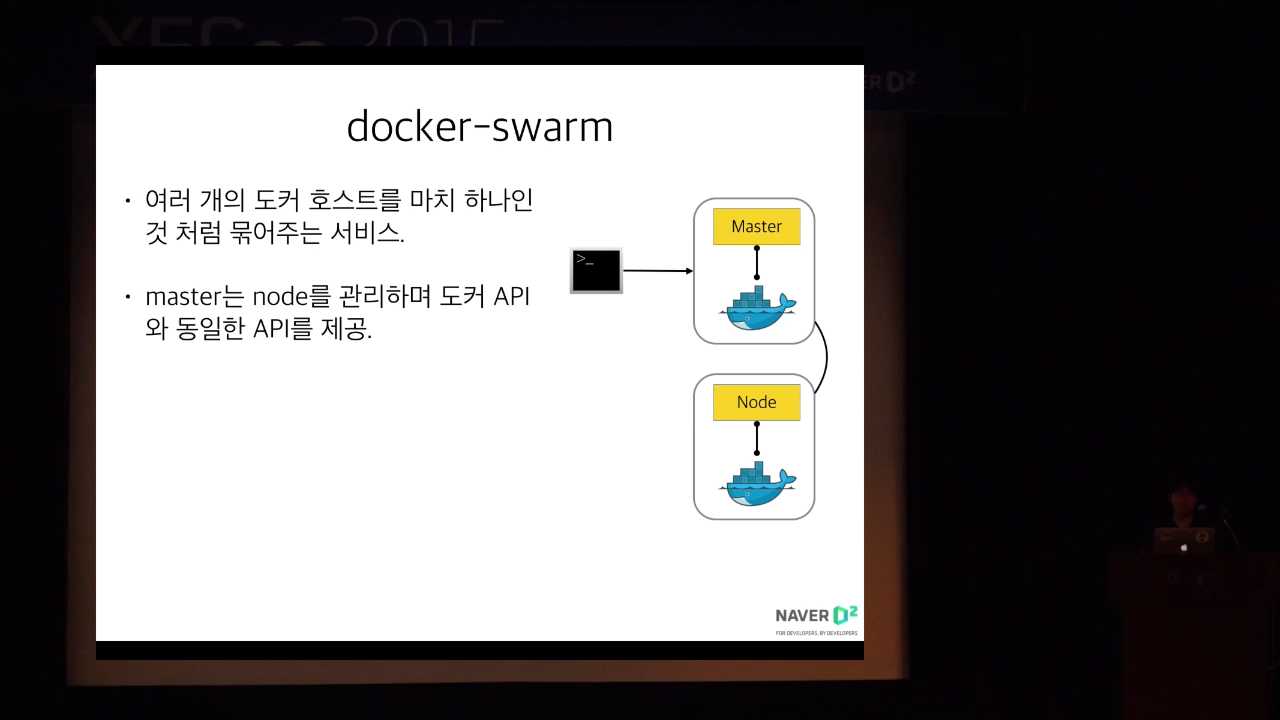 2015
docker-swarm
• 여러 개의 도커 호스트를 마치 하나인
것 처럼 묶어주는 서비스.
• master는 node를 관리하며 도커 API
와 동일한 API를 제공.
>_
Master
Node
NAVER D2
FOR DEVELOPERS, BY DEVELOPERS